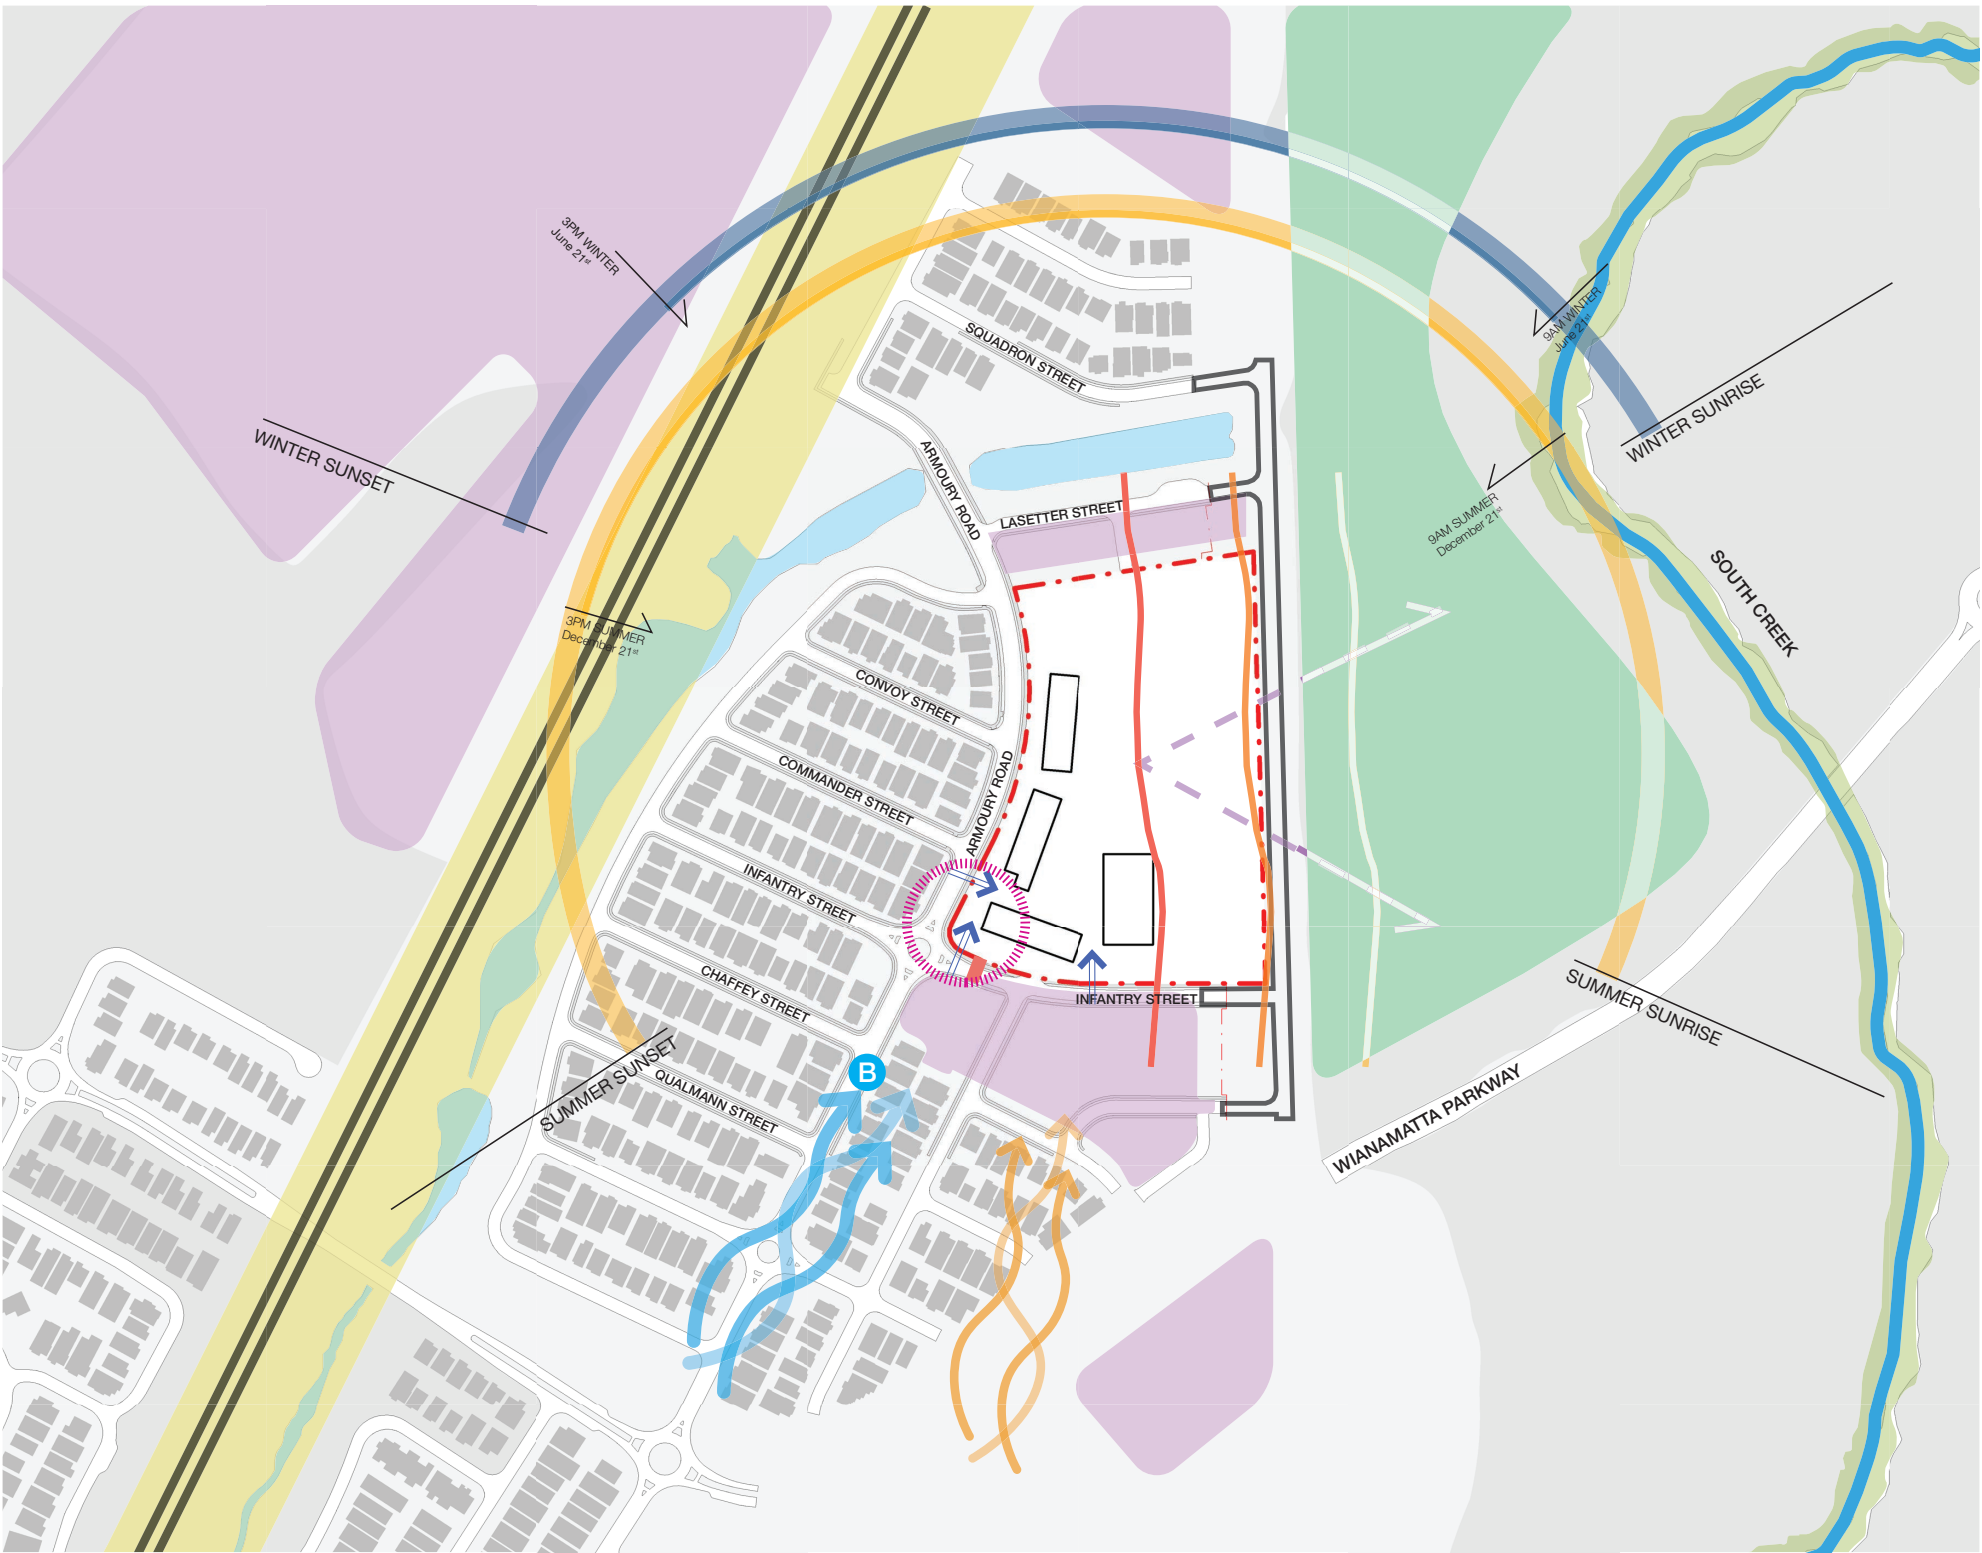 3PM WINTER
June 21st
9AM WINTER
June 21st
SQUADRON STREET
WINTER SUNSET
WINTER SUNRISE
ARMOURY ROAD
LASETTER STREET
9AM SUMMER
December 21st
SOUTH CREEK
3PM SUMMER
December 21st
CONVOY STREET
COMMANDER STREET
ARMOURY ROAD
INFANTRY STREET
CHAFFEY STREET
INFANTRY STREET
SUMMER SUNRISE
SUMMER SUNSET
B
QUALMANN STREET
WIANAMATTA PARKWAY